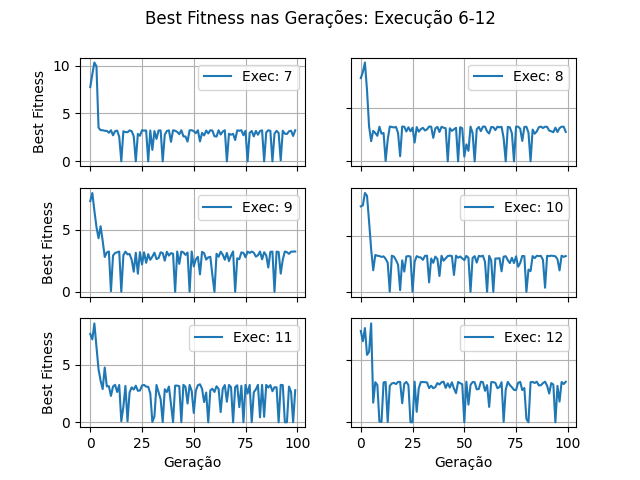 Best Fitness nas Gerações: Execução 6-12
10
5
0
Best Fitness
Exec: 7
Exec: 8
5
0
Best Fitness
Exec: 9
Exec: 10
5
0
Best Fitness
Exec: 11
Exec: 12
0 25 50 75 100
0 25 50 75 100
Geração
Geração